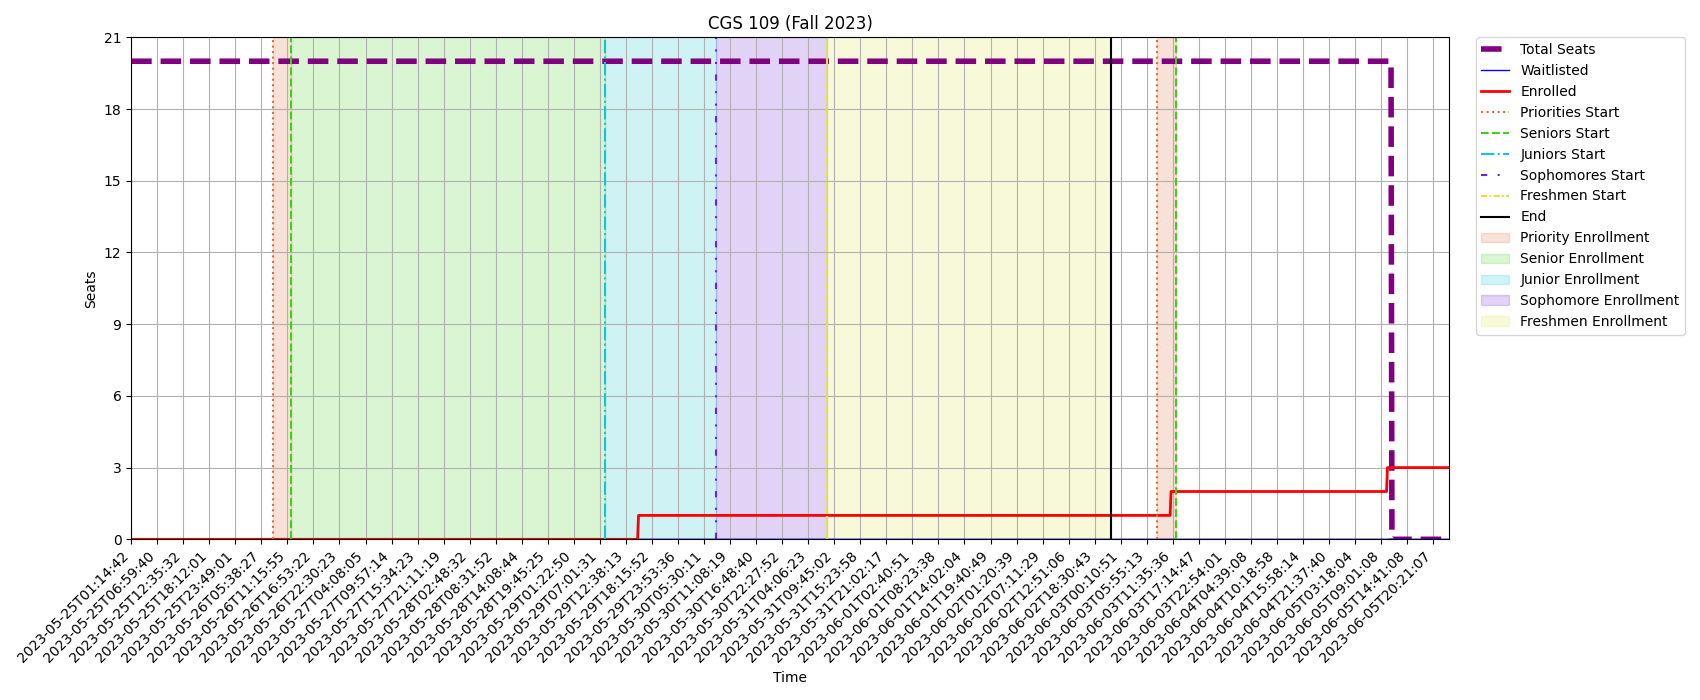 CGS 109 (Fall 2023)
21
18
15
12
9
6
3
0
Seats
2023-05-25T01:14:42
2023-05-25T06:59:40
2023-05-25T12:35:32
2023-05-25T18:12:01
2023-05-25T23:49:01
2023-05-26T05:38:27
2023-05-26T11:15:55
2023-05-26T16:53:22
2023-05-26T22:30:23
2023-05-27T04:08:05
2023-05-27T09:57:14
2023-05-27T15:34:23
2023-05-27T21:11:19
2023-05-28T02:48:32
2023-05-28T08:31:52
2023-05-28T14:08:44
2023-05-28T19:45:25
2023-05-29T01:22:50
2023-05-29T07:01:31
2023-05-29T12:38:13
2023-05-29T18:15:52
2023-05-29T23:53:36
2023-05-30T05:30:11
2023-05-30T11:08:19
2023-05-30T16:48:40
2023-05-30T22:27:52
2023-05-31T04:06:23
2023-05-31T09:45:02
2023-05-31T15:23:58
2023-05-31T21:02:17
2023-06-01T02:40:51
2023-06-01T08:23:38
2023-06-01T14:02:04
2023-06-01T19:40:49
2023-06-02T01:20:39
2023-06-02T07:11:29
2023-06-02T12:51:06
2023-06-02T18:30:43
2023-06-03T00:10:51
2023-06-03T05:55:13
2023-06-03T11:35:36
2023-06-03T17:14:47
2023-06-03T22:54:01
2023-06-04T04:39:08
2023-06-04T10:18:58
2023-06-04T15:58:14
2023-06-04T21:37:40
2023-06-05T03:18:04
2023-06-05T09:01:08
2023-06-05T14:41:08
2023-06-05T20:21:07
Time
Total Seats
Waitlisted
Enrolled
Priorities Start
Seniors Start
Juniors Start
Sophomores Start
Freshmen Start
End
Priority Enrollment
Senior Enrollment
Junior Enrollment
Sophomore Enrollment
Freshmen Enrollment